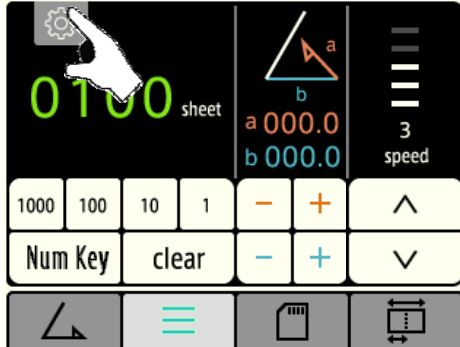 0100 sheet
a
b
a 000.0
b 000.0
3
speed
1000 100 10 1 - + 
Num Key clear - +